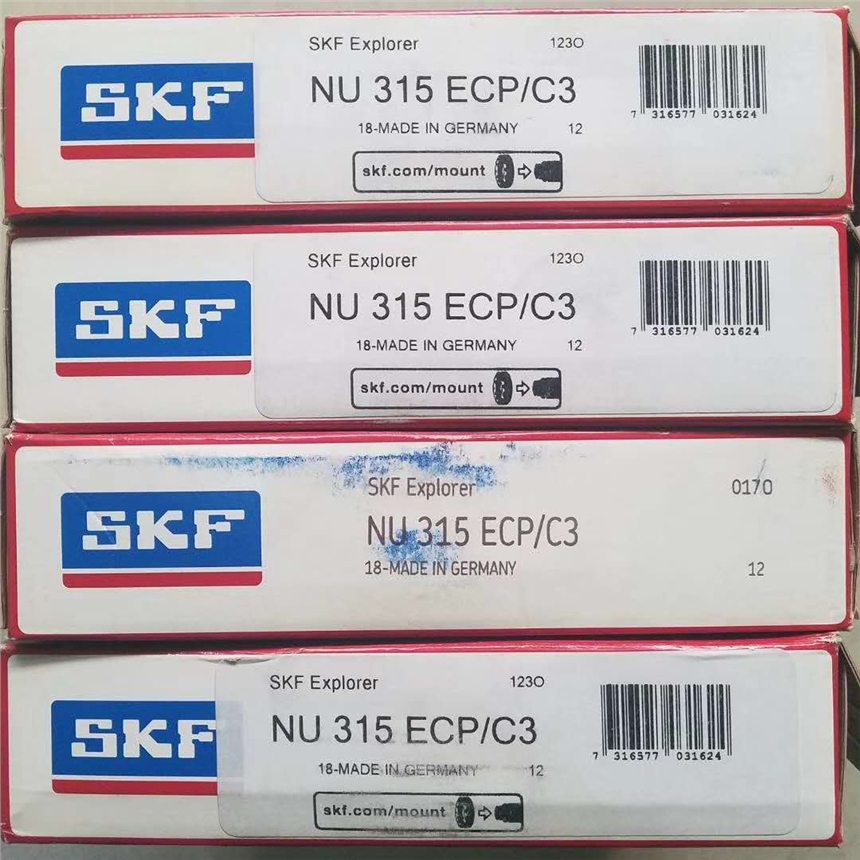 SKF
SKF Explorer 123O
NU 315 ECP/C3
18-MADE IN GERMANY 12
skf.com/mount
7 316577 031624
SKF
SKF Explorer 123O
NU 315 ECP/C3
18-MADE IN GERMANY 12
skf.com/mount
7 316577 031624
SKF
SKF Explorer 0170
NU 315 ECP/C3
18-MADE IN GERMANY 12
SKF
SKF Explorer 123O
NU 315 ECP/C3
18-MADE IN GERMANY 12
skf.com/mount
7 316577 031624